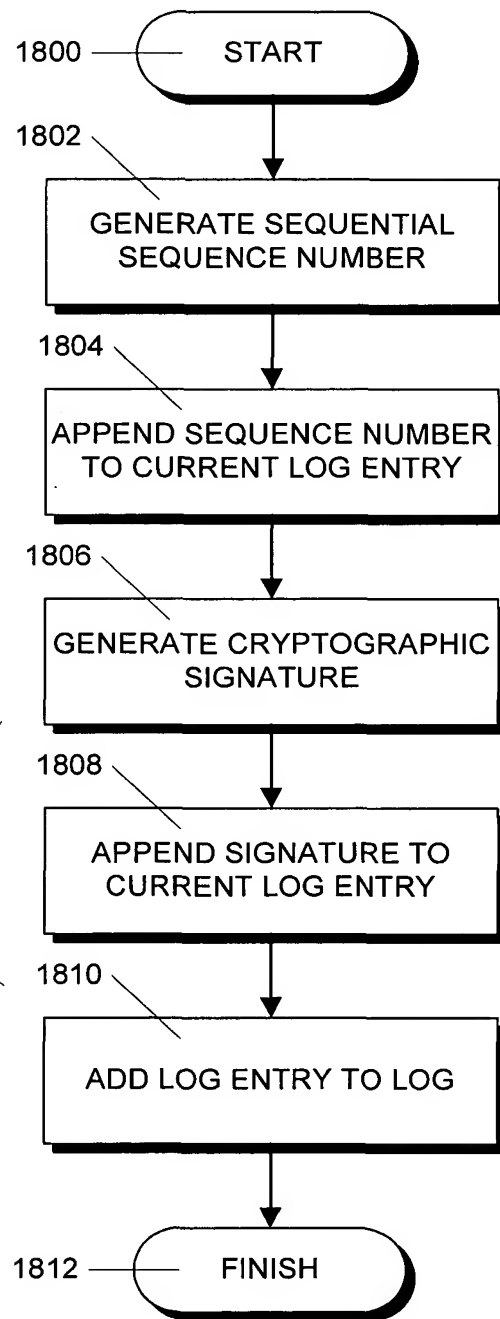 1800
START
1802
GENERATE SEQUENTIAL
SEQUENCE NUMBER
1804
APPEND SEQUENCE NUMBER
TO CURRENT LOG ENTRY
1806
GENERATE CRYPTOGRAPHIC
SIGNATURE
1808
APPEND SIGNATURE TO
CURRENT LOG ENTRY
1810
ADD LOG ENTRY TO LOG
1812
FINISH